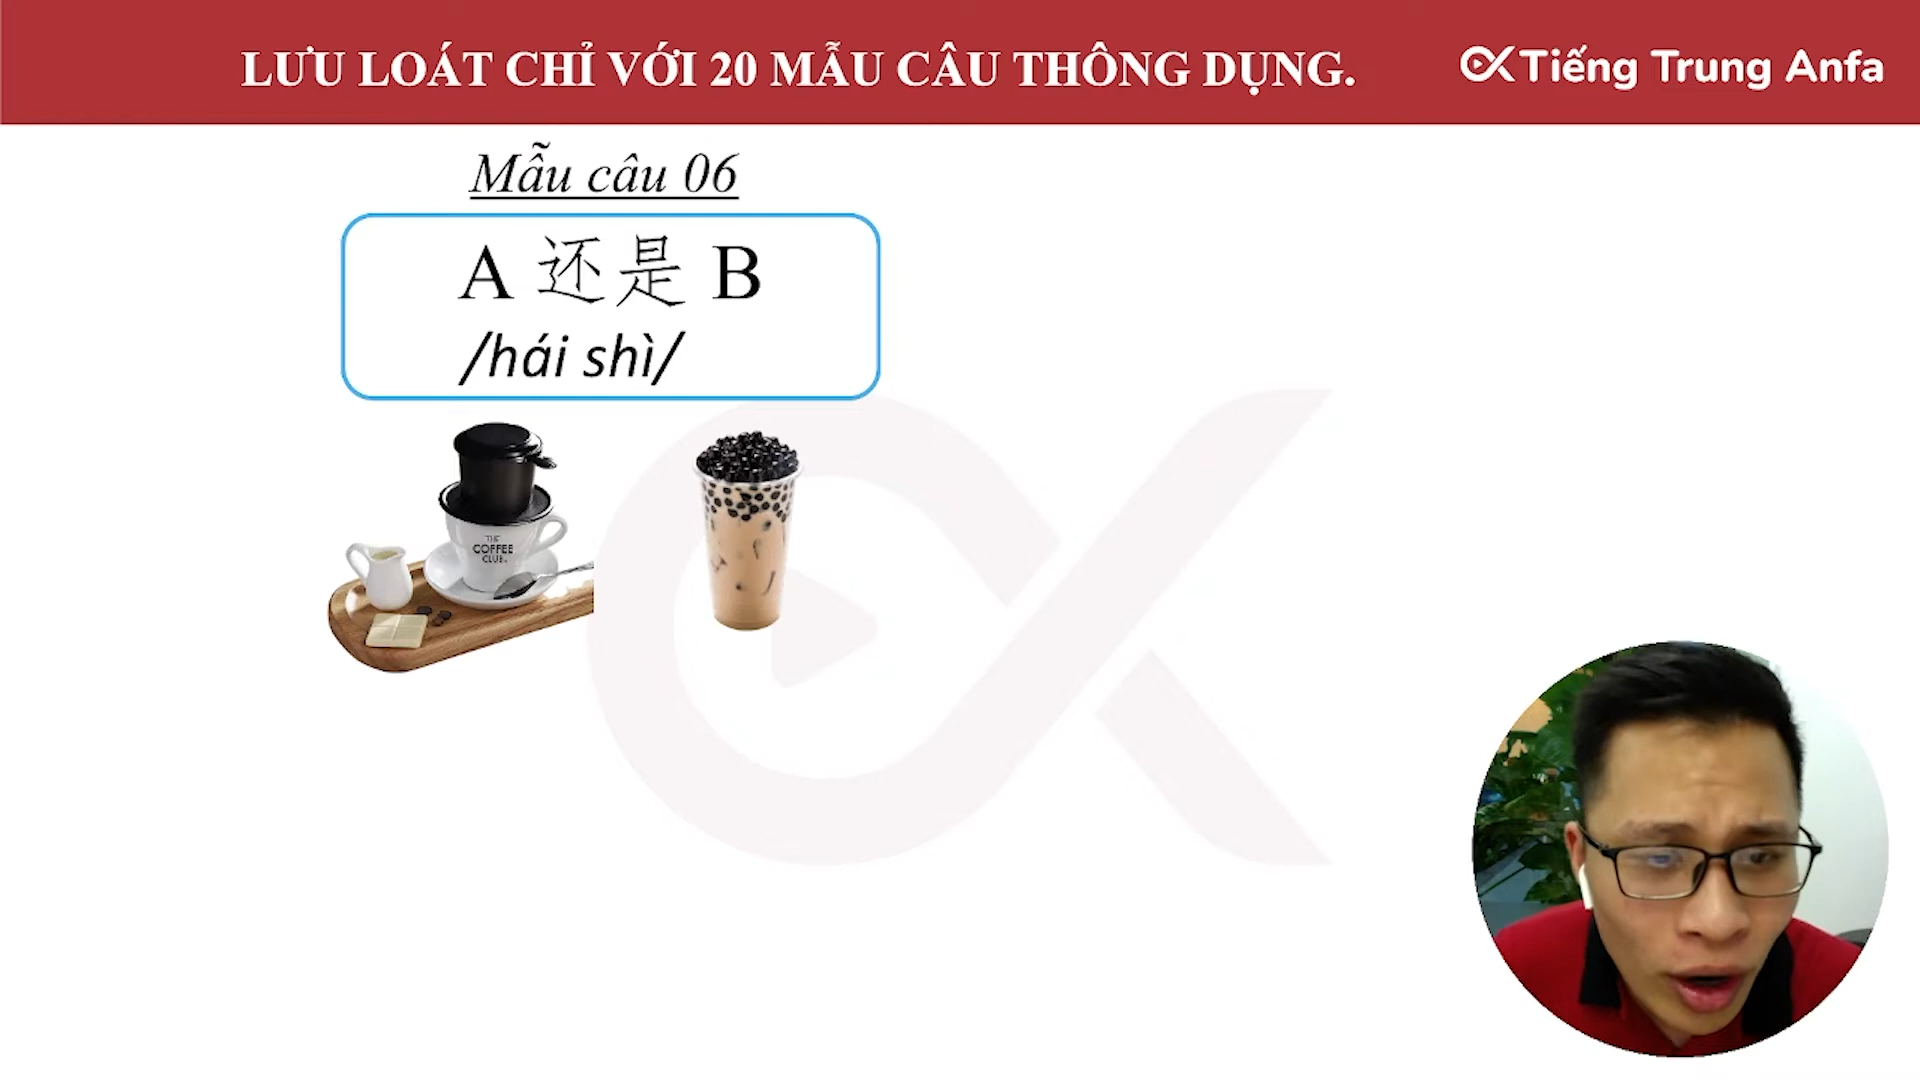 LƯU LOÁT CHỈ VỚI 20 MẪU CÂU THÔNG DỤNG.
Tiếng Trung Anfa
Mẫu câu 06
A 还是 B
/hái shì/
THE
COFFEE
CLUB